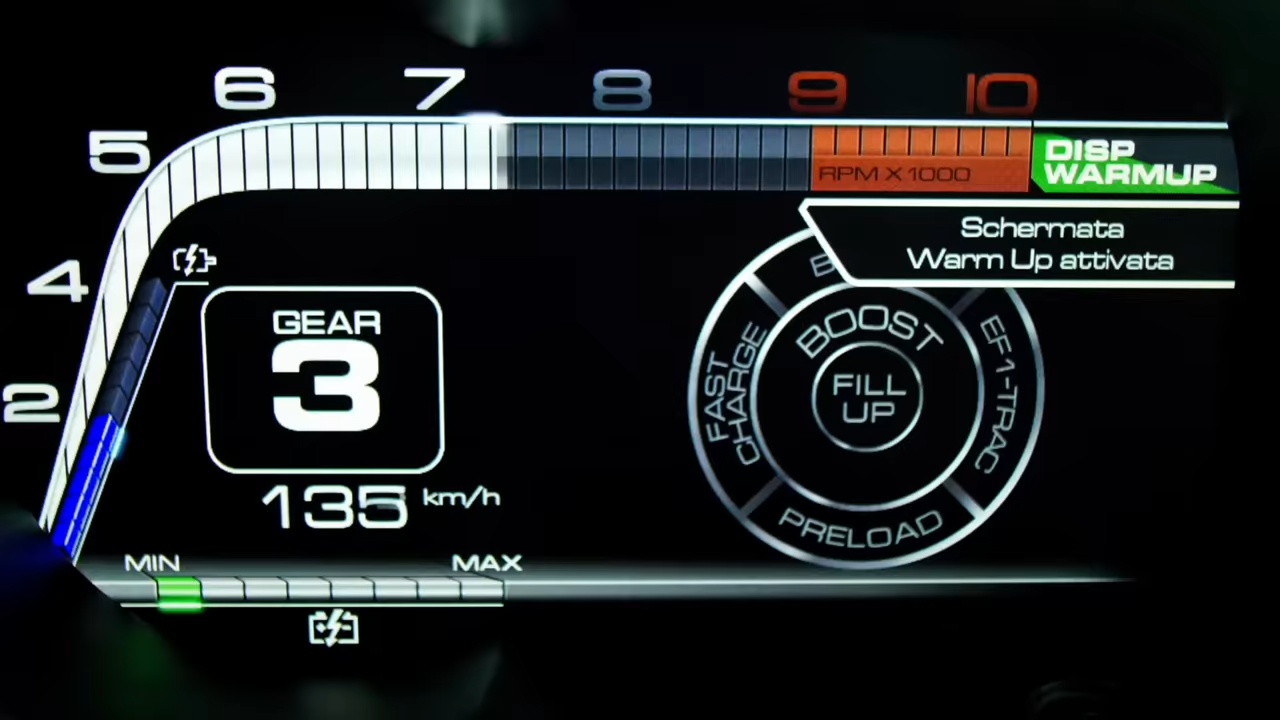 6 7 8 9 10
5
DISP
WARMUP
RPM X 1000
Schermata
Warm Up attivata
4
GEAR
3
BOOST
FAST
CHARGE
EF1-TRAC
FILL
UP
2
135 km/h
PRELOAD
MIN MAX